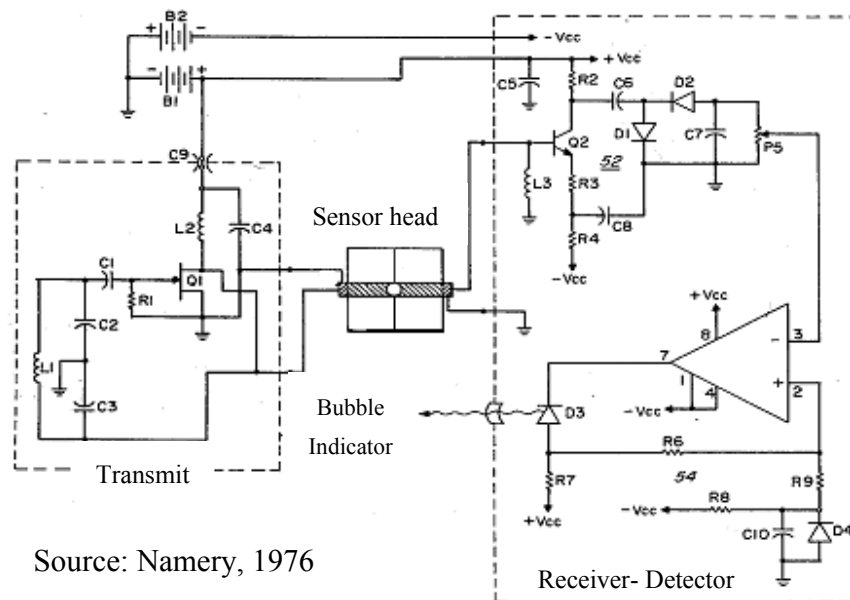 + B2 -
-Vcc
- +
B1
+Vcc
C5
R2
C6
D2
D1
C7
P5
Q2
52
C9
L3
R3
C8
R4
-Vcc
Sensor head
L2
C4
C1
Q1
R1
C2
L1
C3
+Vcc
8
- 3
7
1
4
+ 2
-Vcc
Bubble
Indicator
D3
R6
54
R9
R7
R8
-Vcc
+Vcc
C10
D4
Transmit
Source: Namery, 1976
Receiver- Detector